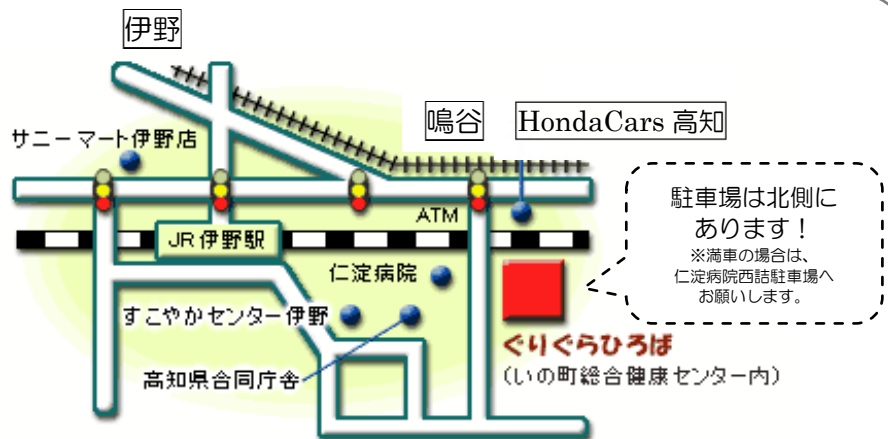 伊野
鳴谷
HondaCars 高知
サニーマート伊野店
ATM
JR伊野駅
駐車場は北側に
あります！
※満車の場合は、
仁淀病院西詰駐車場へ
お願いします。
仁淀病院
すこやかセンター伊野
高知県合同庁舎
ぐりぐらひろば
(いの町総合健康センター内)